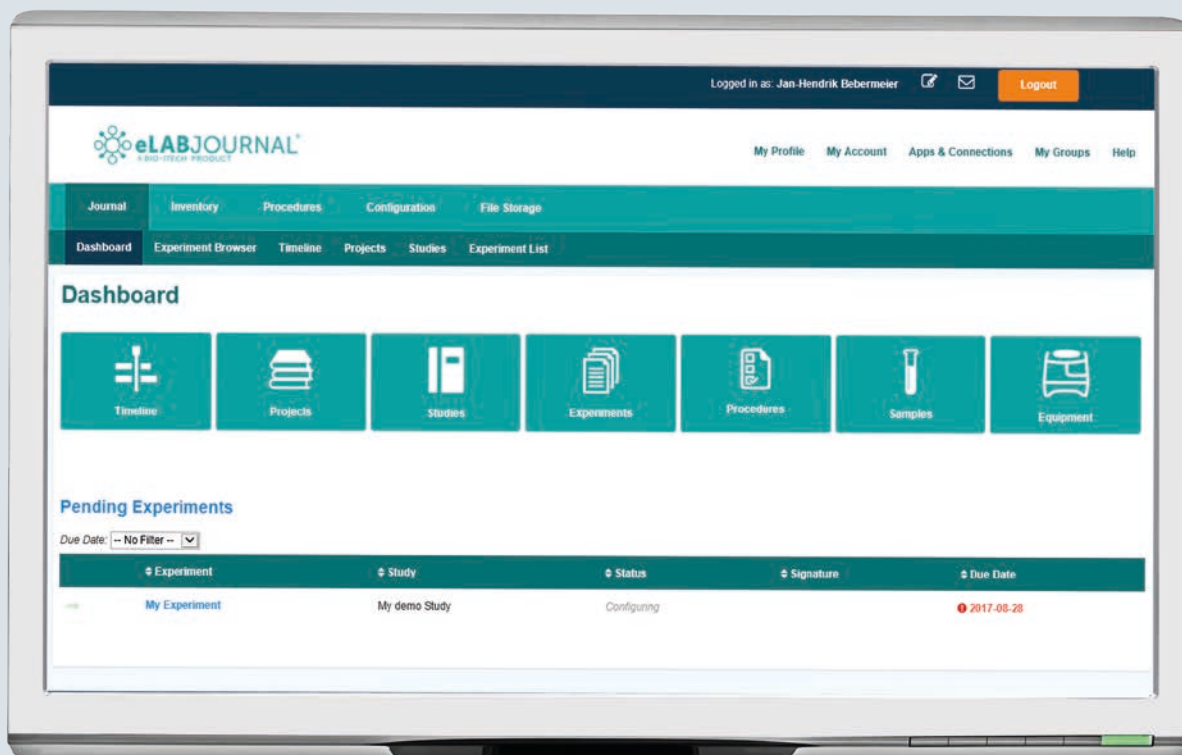 Logged in as: Jan-Hendrik Bebermeier Logout
eLABJOURNAL®
A BIO-ITECH PRODUCT
My Profile My Account Apps & Connections My Groups Help
Journal Inventory Procedures Configuration File Storage
Dashboard Experiment Browser Timeline Projects Studies Experiment List
Dashboard
Timeline Projects Studies Experiments Procedures Samples Equipment
Pending Experiments
Due Date: -- No Filter --
Experiment Study Status Signature Due Date
My Experiment My demo Study Configuring 2017-08-28